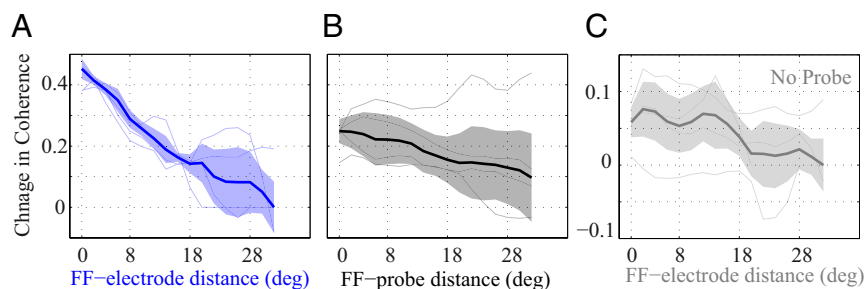 A B C
Chnage in Coherence
0.4
0.2
0
0 8 18 28
FF−electrode distance (deg)
0 8 18 28
FF−probe distance (deg)
No Probe
0.1
0
−0.1
0 8 18 28
FF−electrode distance (deg)